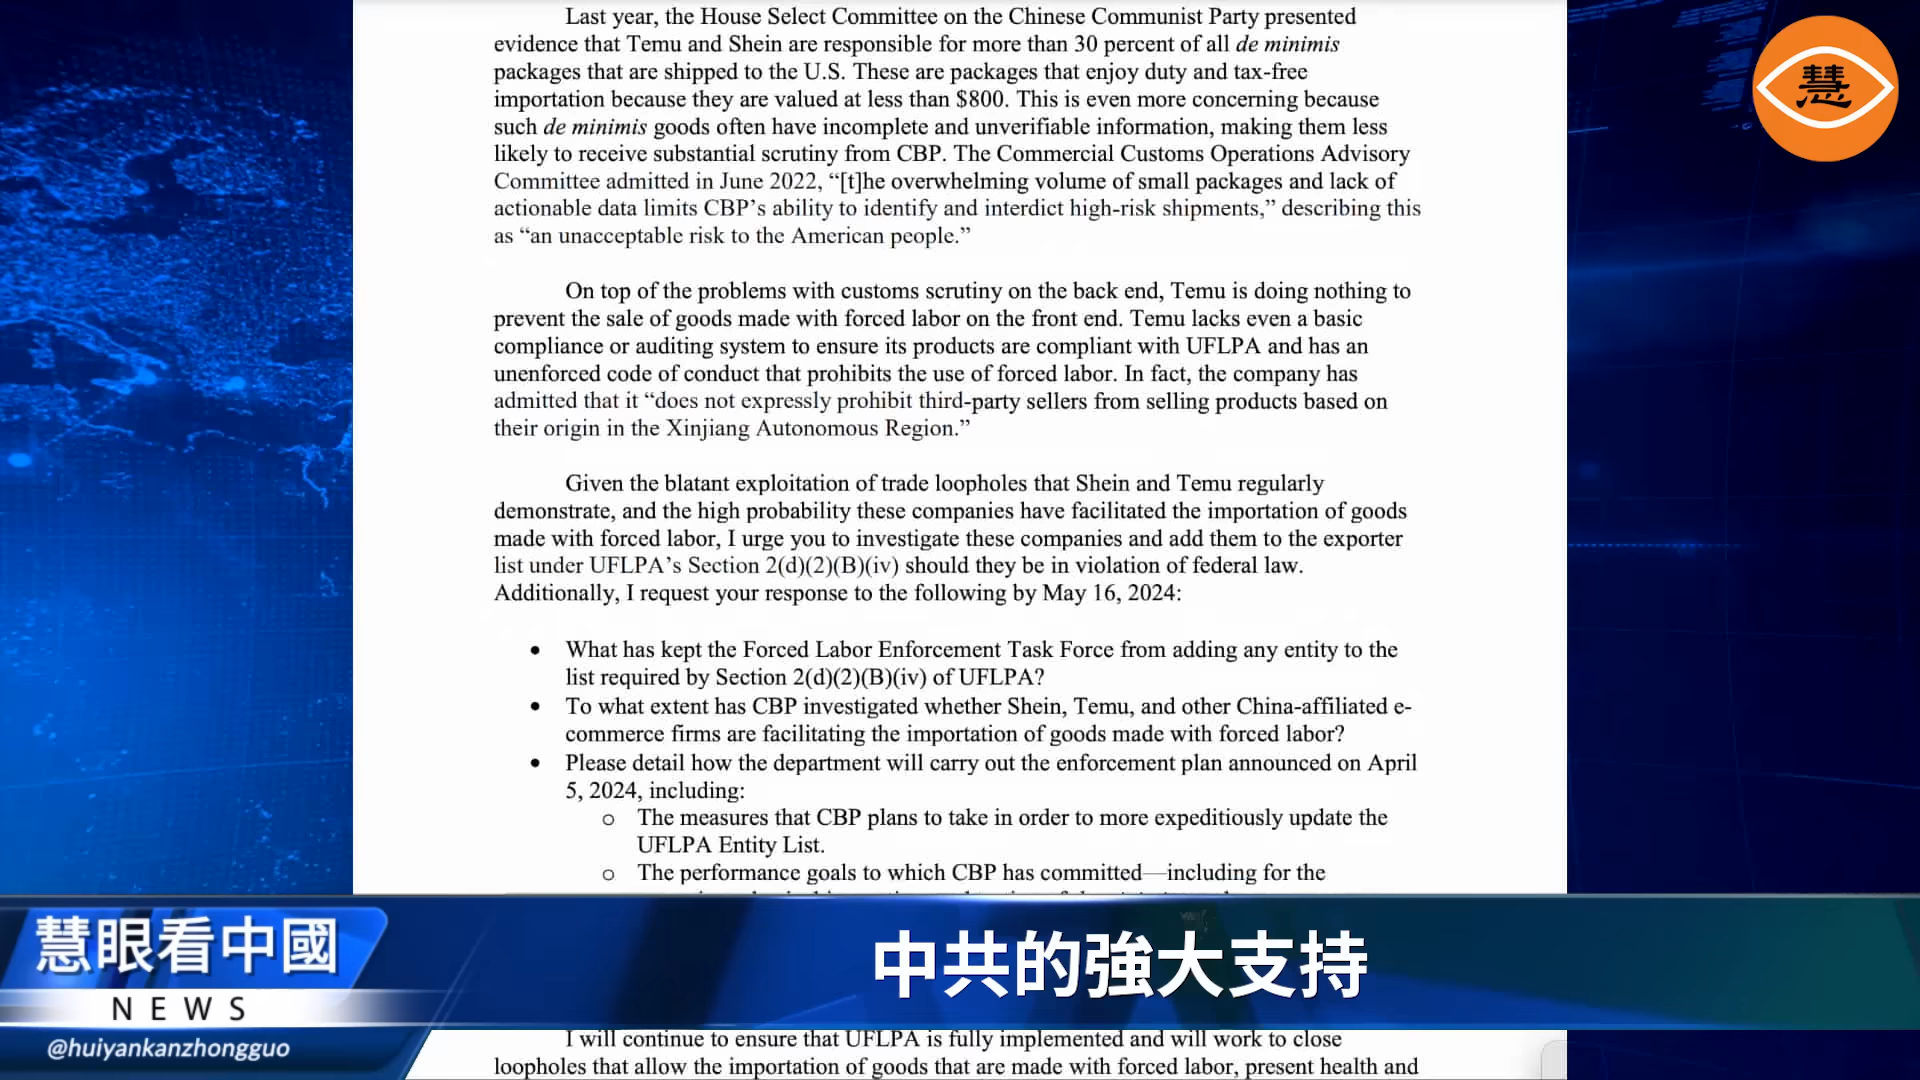 Last year, the House Select Committee on the Chinese Communist Party presented
evidence that Temu and Shein are responsible for more than 30 percent of all de minimis
packages that are shipped to the U.S. These are packages that enjoy duty and tax-free
importation because they are valued at less than $800. This is even more concerning because
such de minimis goods often have incomplete and unverifiable information, making them less
likely to receive substantial scrutiny from CBP. The Commercial Customs Operations Advisory
Committee admitted in June 2022, “[t]he overwhelming volume of small packages and lack of
actionable data limits CBP’s ability to identify and interdict high-risk shipments,” describing this
as “an unacceptable risk to the American people.”
On top of the problems with customs scrutiny on the back end, Temu is doing nothing to
prevent the sale of goods made with forced labor on the front end. Temu lacks even a basic
compliance or auditing system to ensure its products are compliant with UFLPA and has an
unenforced code of conduct that prohibits the use of forced labor. In fact, the company has
admitted that it “does not expressly prohibit third-party sellers from selling products based on
their origin in the Xinjiang Autonomous Region.”
Given the blatant exploitation of trade loopholes that Shein and Temu regularly
demonstrate, and the high probability these companies have facilitated the importation of goods
made with forced labor, I urge you to investigate these companies and add them to the exporter
list under UFLPA’s Section 2(d)(2)(B)(iv) should they be in violation of federal law.
Additionally, I request your response to the following by May 16, 2024:
• What has kept the Forced Labor Enforcement Task Force from adding any entity to the
list required by Section 2(d)(2)(B)(iv) of UFLPA?
• To what extent has CBP investigated whether Shein, Temu, and other China-affiliated e-
commerce firms are facilitating the importation of goods made with forced labor?
• Please detail how the department will carry out the enforcement plan announced on April
5, 2024, including:
o The measures that CBP plans to take in order to more expeditiously update the
UFLPA Entity List.
o The performance goals to which CBP has committed—including for the
I will continue to ensure that UFLPA is fully implemented and will work to close
loopholes that allow the importation of goods that are made with forced labor, present health and
慧
慧眼看中國
NEWS
@huiyankanzhongguo
中共的強大支持